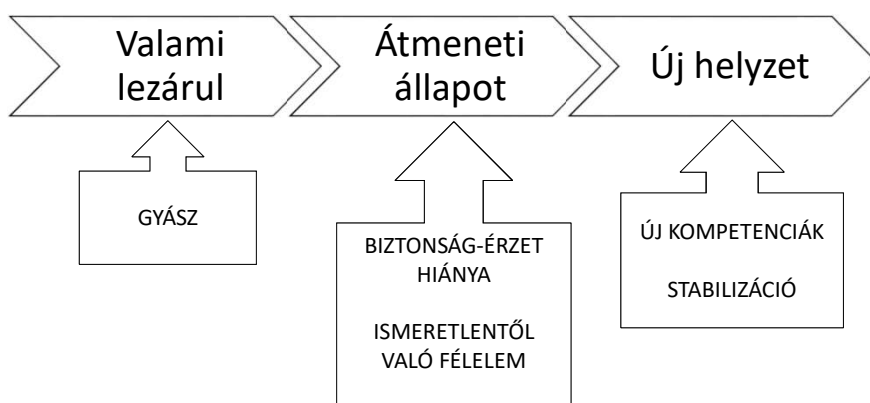 Valami
lezárul
Átmeneti
állapot
Új helyzet
GYÁSZ
BIZTONSÁG-ÉRZET
HIÁNYA
ISMERETLENTŐL
VALÓ FÉLELEM
ÚJ KOMPETENCIÁK
STABILIZÁCIÓ